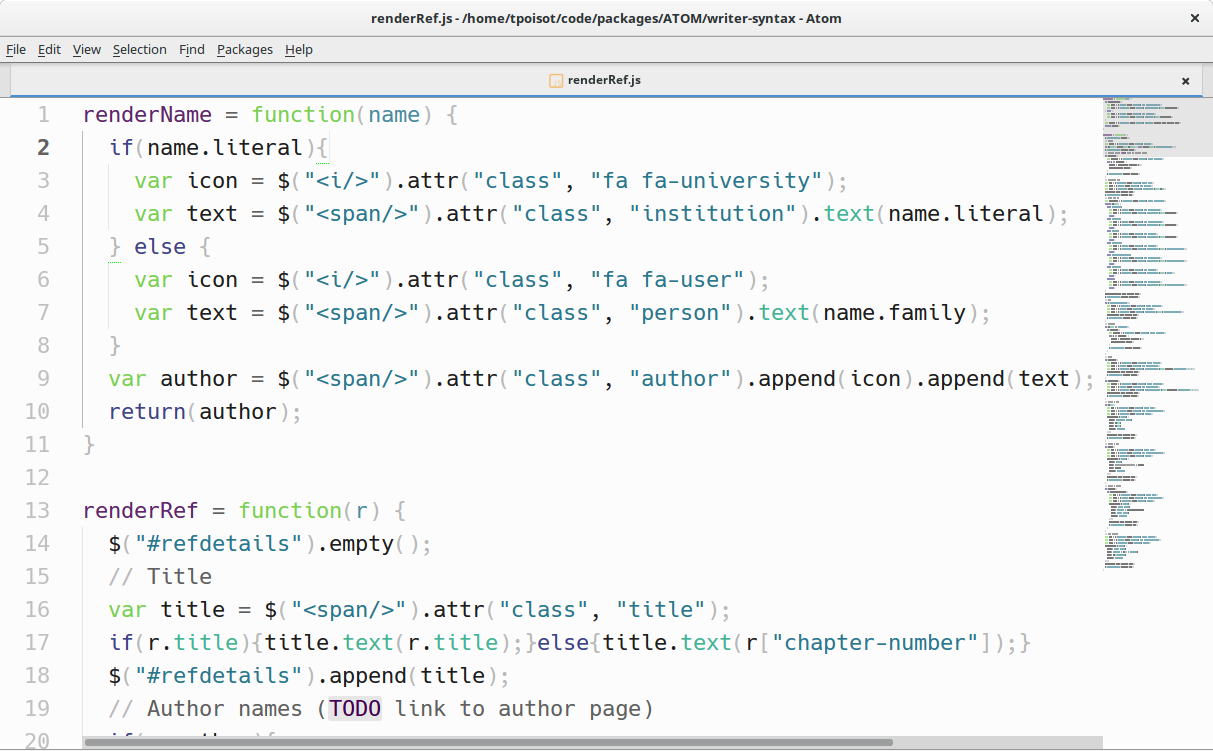 renderRef.js - /home/tpoisot/code/packages/ATOM/writer-syntax - Atom
File Edit View Selection Find Packages Help
renderRef.js
1 renderName = function(name) {
2   if(name.literal){
3     var icon = $("<i/>").attr("class", "fa fa-university");
4     var text = $("<span/>").attr("class", "institution").text(name.literal);
5   } else {
6     var icon = $("<i/>").attr("class", "fa fa-user");
7     var text = $("<span/>").attr("class", "person").text(name.family);
8   }
9   var author = $("<span/>").attr("class", "author").append(icon).append(text);
10   return(author);
11 }
12
13 renderRef = function(r) {
14   $("#refdetails").empty();
15   // Title
16   var title = $("<span/>").attr("class", "title");
17   if(r.title){title.text(r.title);}else{title.text(r["chapter-number"]);}
18   $("#refdetails").append(title);
19   // Author names (TODO link to author page)
20